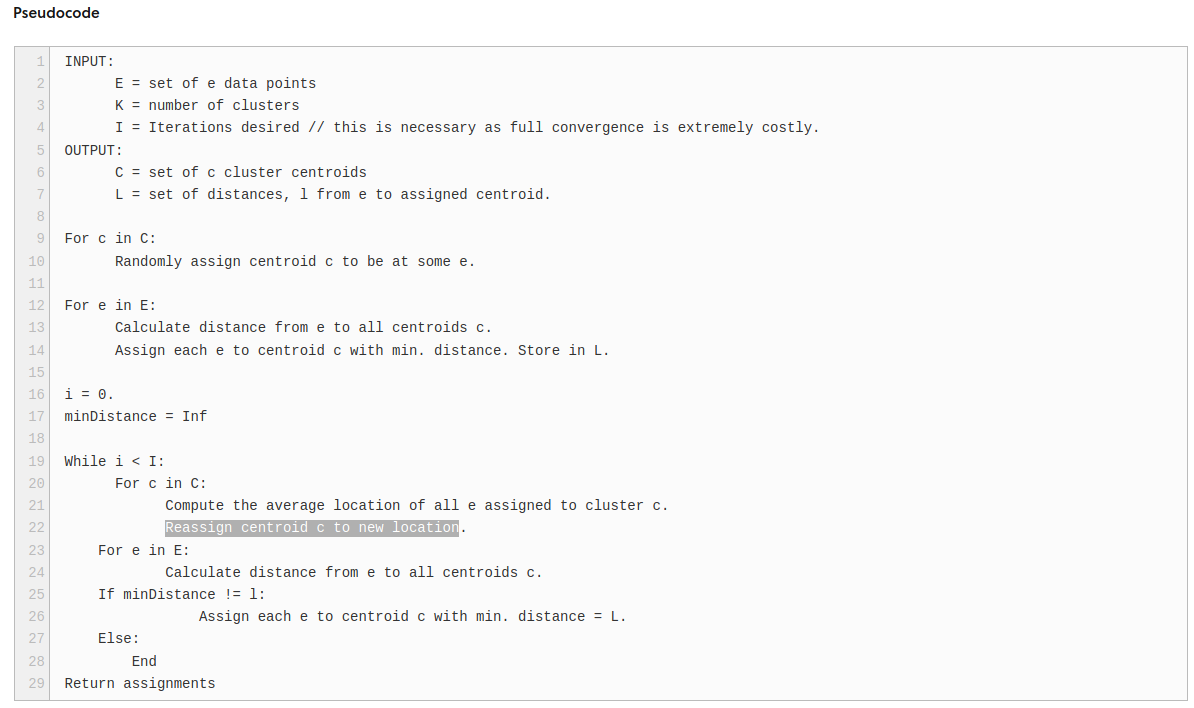 Pseudocode
1 INPUT:
2 E = set of e data points
3 K = number of clusters
4 I = Iterations desired // this is necessary as full convergence is extremely costly.
5 OUTPUT:
6 C = set of c cluster centroids
7 L = set of distances, l from e to assigned centroid.
8
9 For c in C:
10 Randomly assign centroid c to be at some e.
11
12 For e in E:
13 Calculate distance from e to all centroids c.
14 Assign each e to centroid c with min. distance. Store in L.
15
16 i = 0.
17 minDistance = Inf
18
19 While i < I:
20 For c in C:
21 Compute the average location of all e assigned to cluster c.
22 Reassign centroid c to new location.
23 For e in E:
24 Calculate distance from e to all centroids c.
25 If minDistance != l:
26 Assign each e to centroid c with min. distance = L.
27 Else:
28 End
29 Return assignments